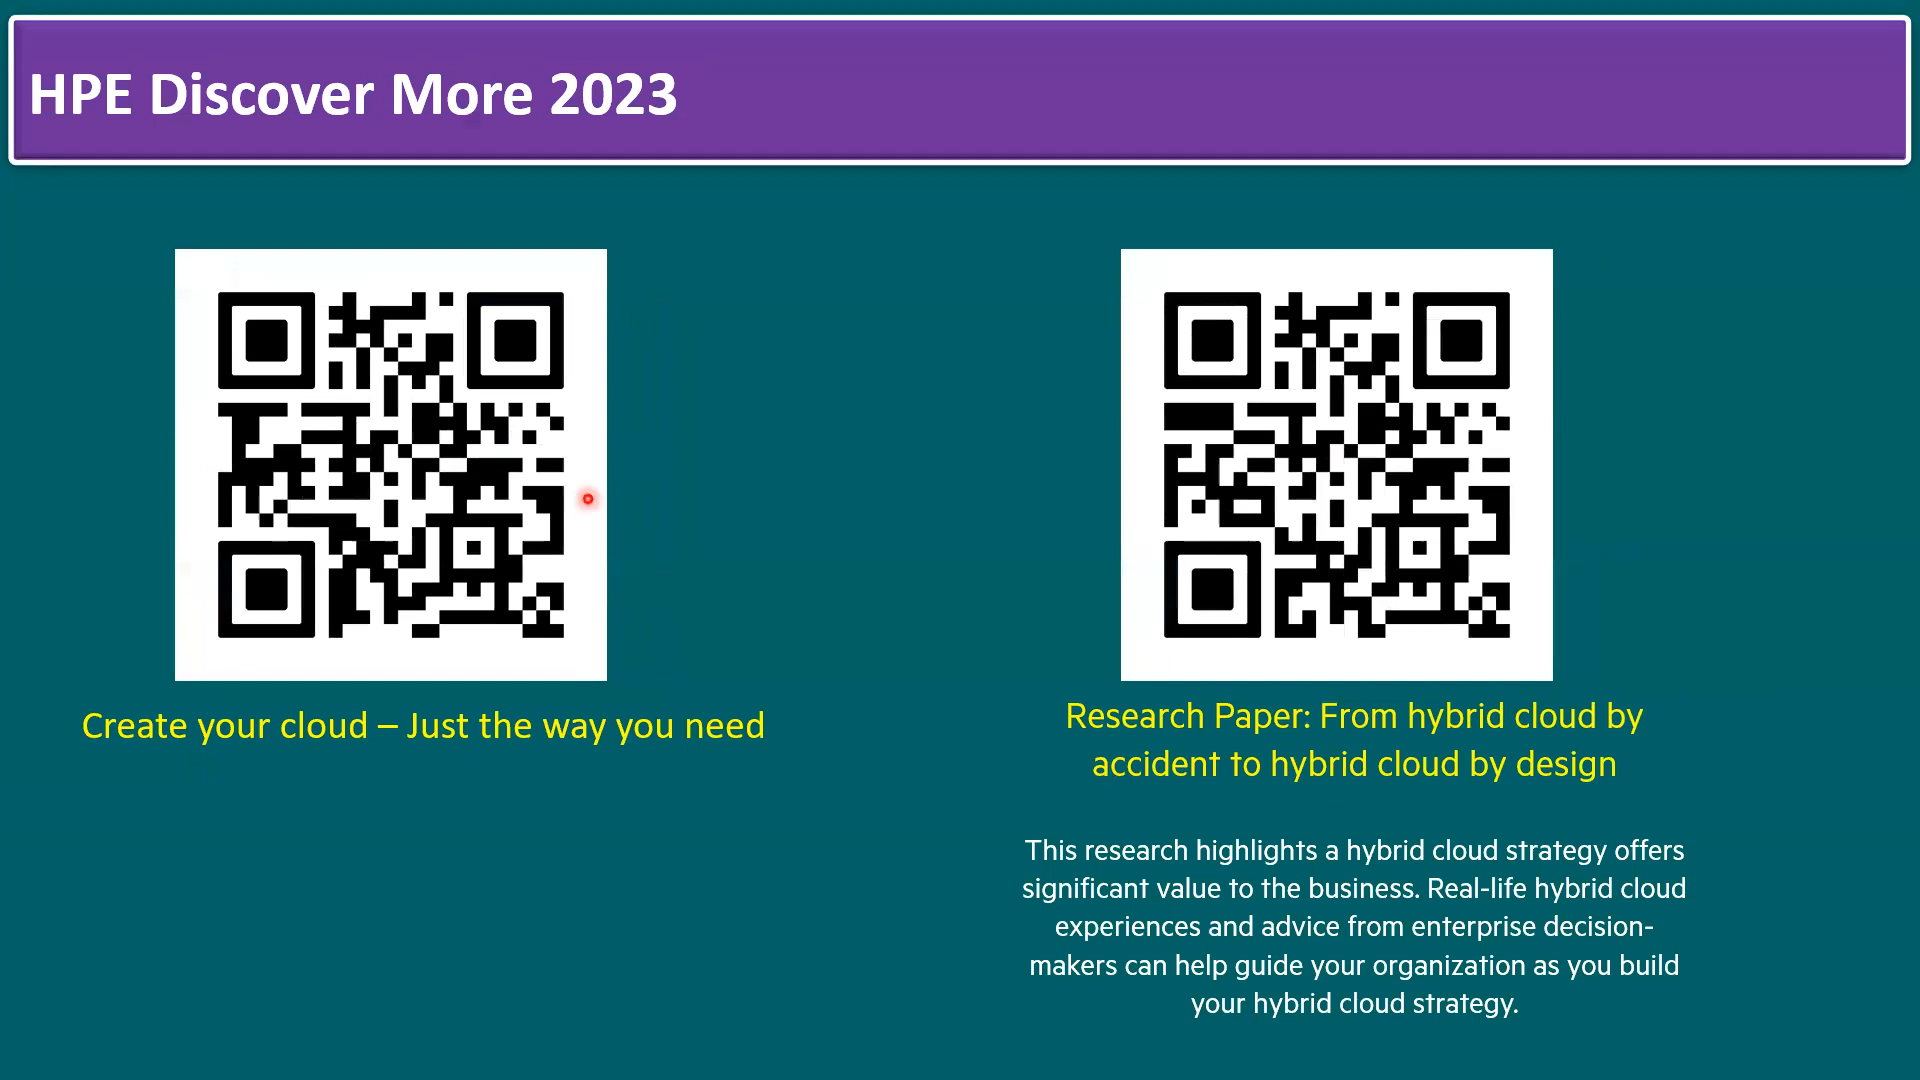 HPE Discover More 2023
Create your cloud – Just the way you need
Research Paper: From hybrid cloud by
accident to hybrid cloud by design
This research highlights a hybrid cloud strategy offers
significant value to the business. Real-life hybrid cloud
experiences and advice from enterprise decision-
makers can help guide your organization as you build
your hybrid cloud strategy.